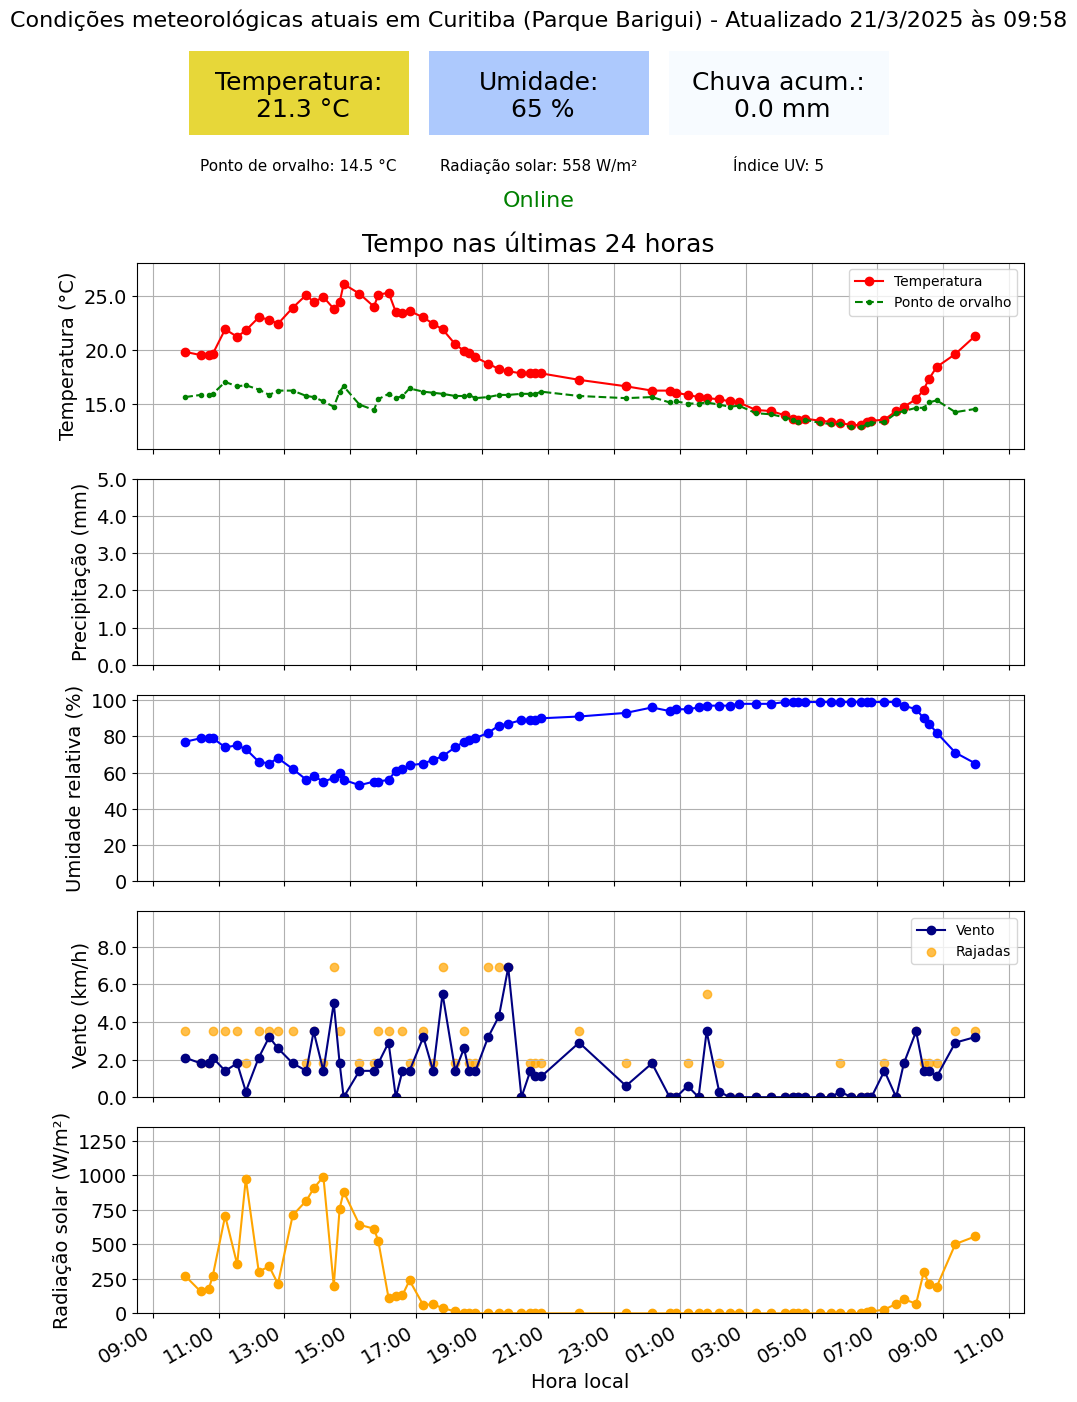 Condições meteorológicas atuais em Curitiba (Parque Barigui) - Atualizado 21/3/2025 às 09:58
Temperatura:
21.3 °C
Umidade:
65 %
Chuva acum.:
0.0 mm
Ponto de orvalho: 14.5 °C
Radiação solar: 558 W/m²
Índice UV: 5
Online
Tempo nas últimas 24 horas
Temperatura (°C)
25.0
20.0
15.0
Temperatura
Ponto de orvalho
Precipitação (mm)
5.0
4.0
3.0
2.0
1.0
0.0
Umidade relativa (%)
100
80
60
40
20
0
Vento (km/h)
8.0
6.0
4.0
2.0
0.0
Vento
Rajadas
Radiação solar (W/m²)
1250
1000
750
500
250
0
09:00
11:00
13:00
15:00
17:00
19:00
21:00
23:00
01:00
03:00
05:00
07:00
09:00
11:00
Hora local